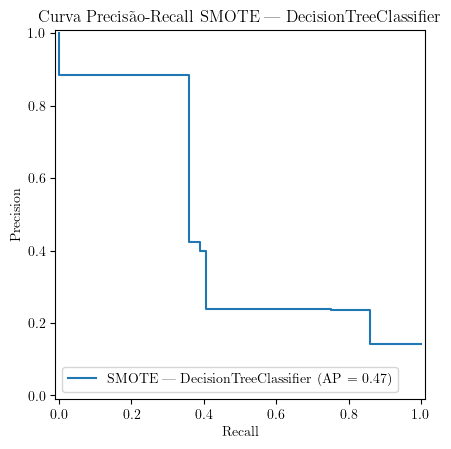 Curva Precisão-Recall SMOTE — DecisionTreeClassifier
1.0
0.8
0.6
0.4
0.2
0.0
Precision
SMOTE — DecisionTreeClassifier (AP = 0.47)
0.0 0.2 0.4 0.6 0.8 1.0
Recall